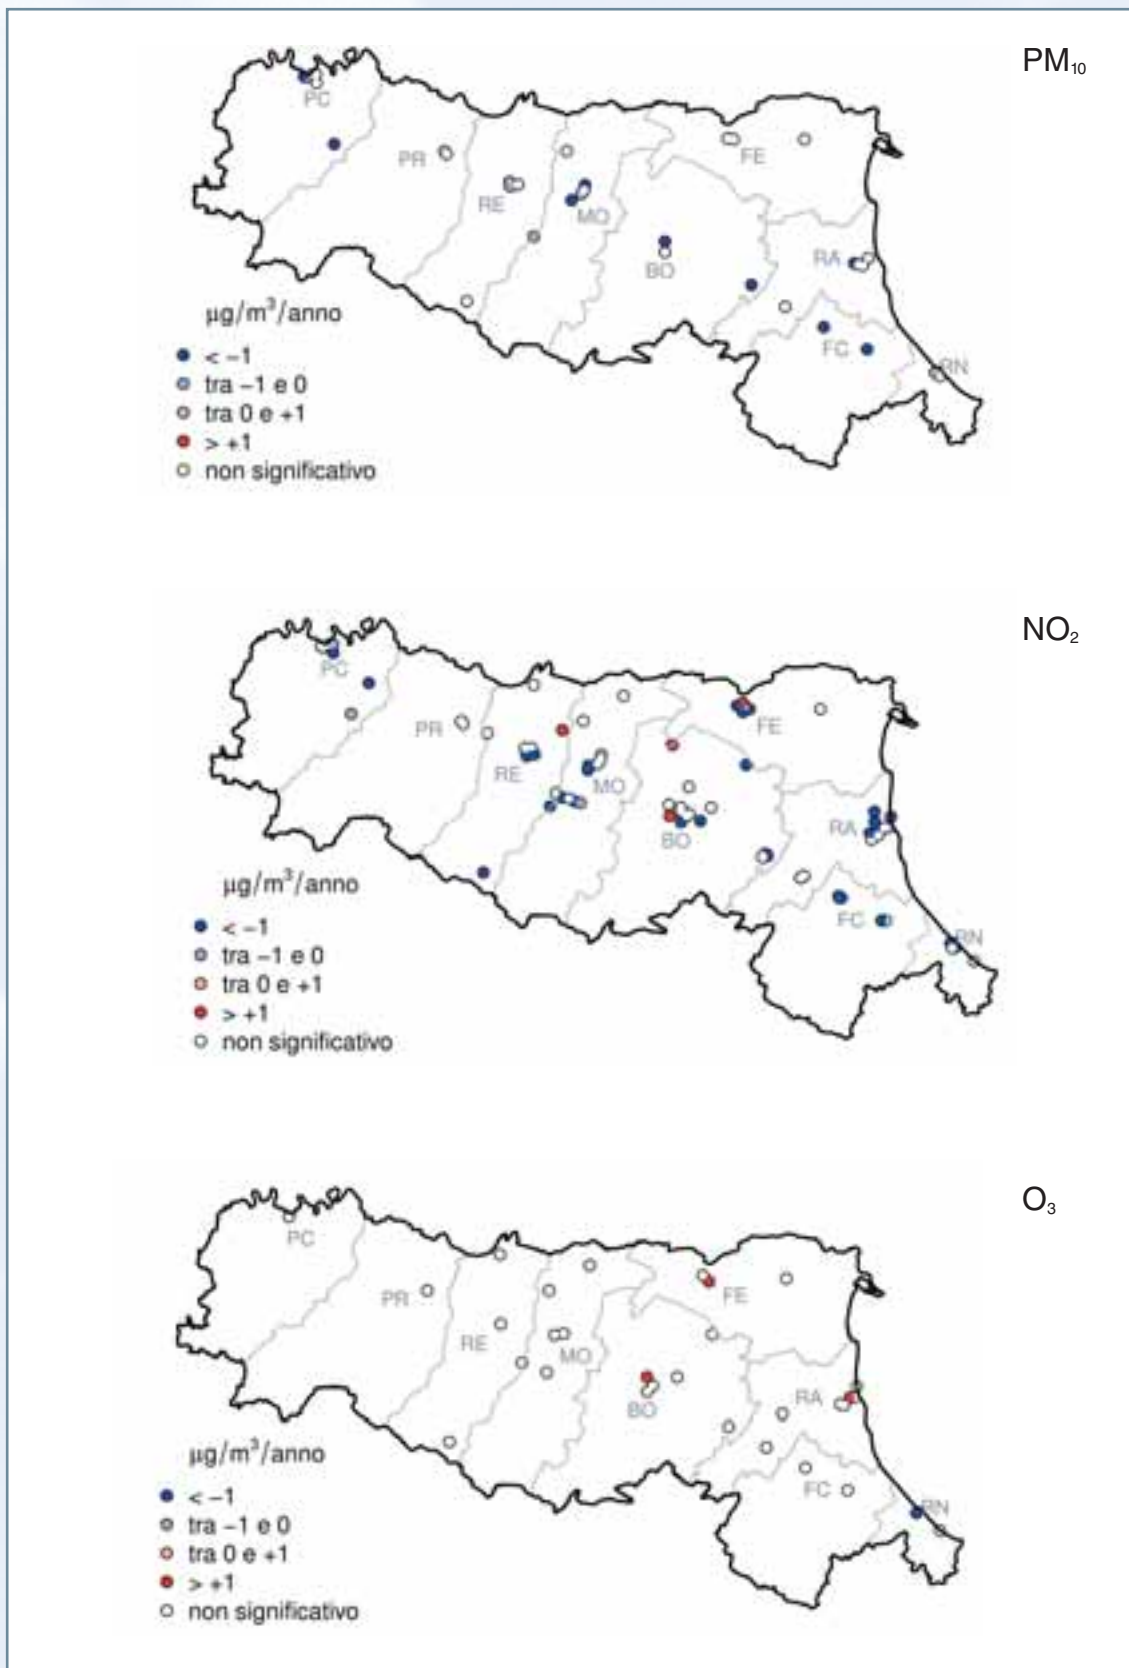 PM10
PC
PR
FE
RE
MO
RA
BO
FC
RN
µg/m³/anno
< −1
tra −1 e 0
tra 0 e +1
> +1
non significativo
NO2
PC
PR
FE
RE
MO
RA
BO
FC
RN
µg/m³/anno
< −1
tra −1 e 0
tra 0 e +1
> +1
non significativo
O3
PC
PR
FE
RE
MO
RA
BO
FC
RN
µg/m³/anno
< −1
tra −1 e 0
tra 0 e +1
> +1
non significativo